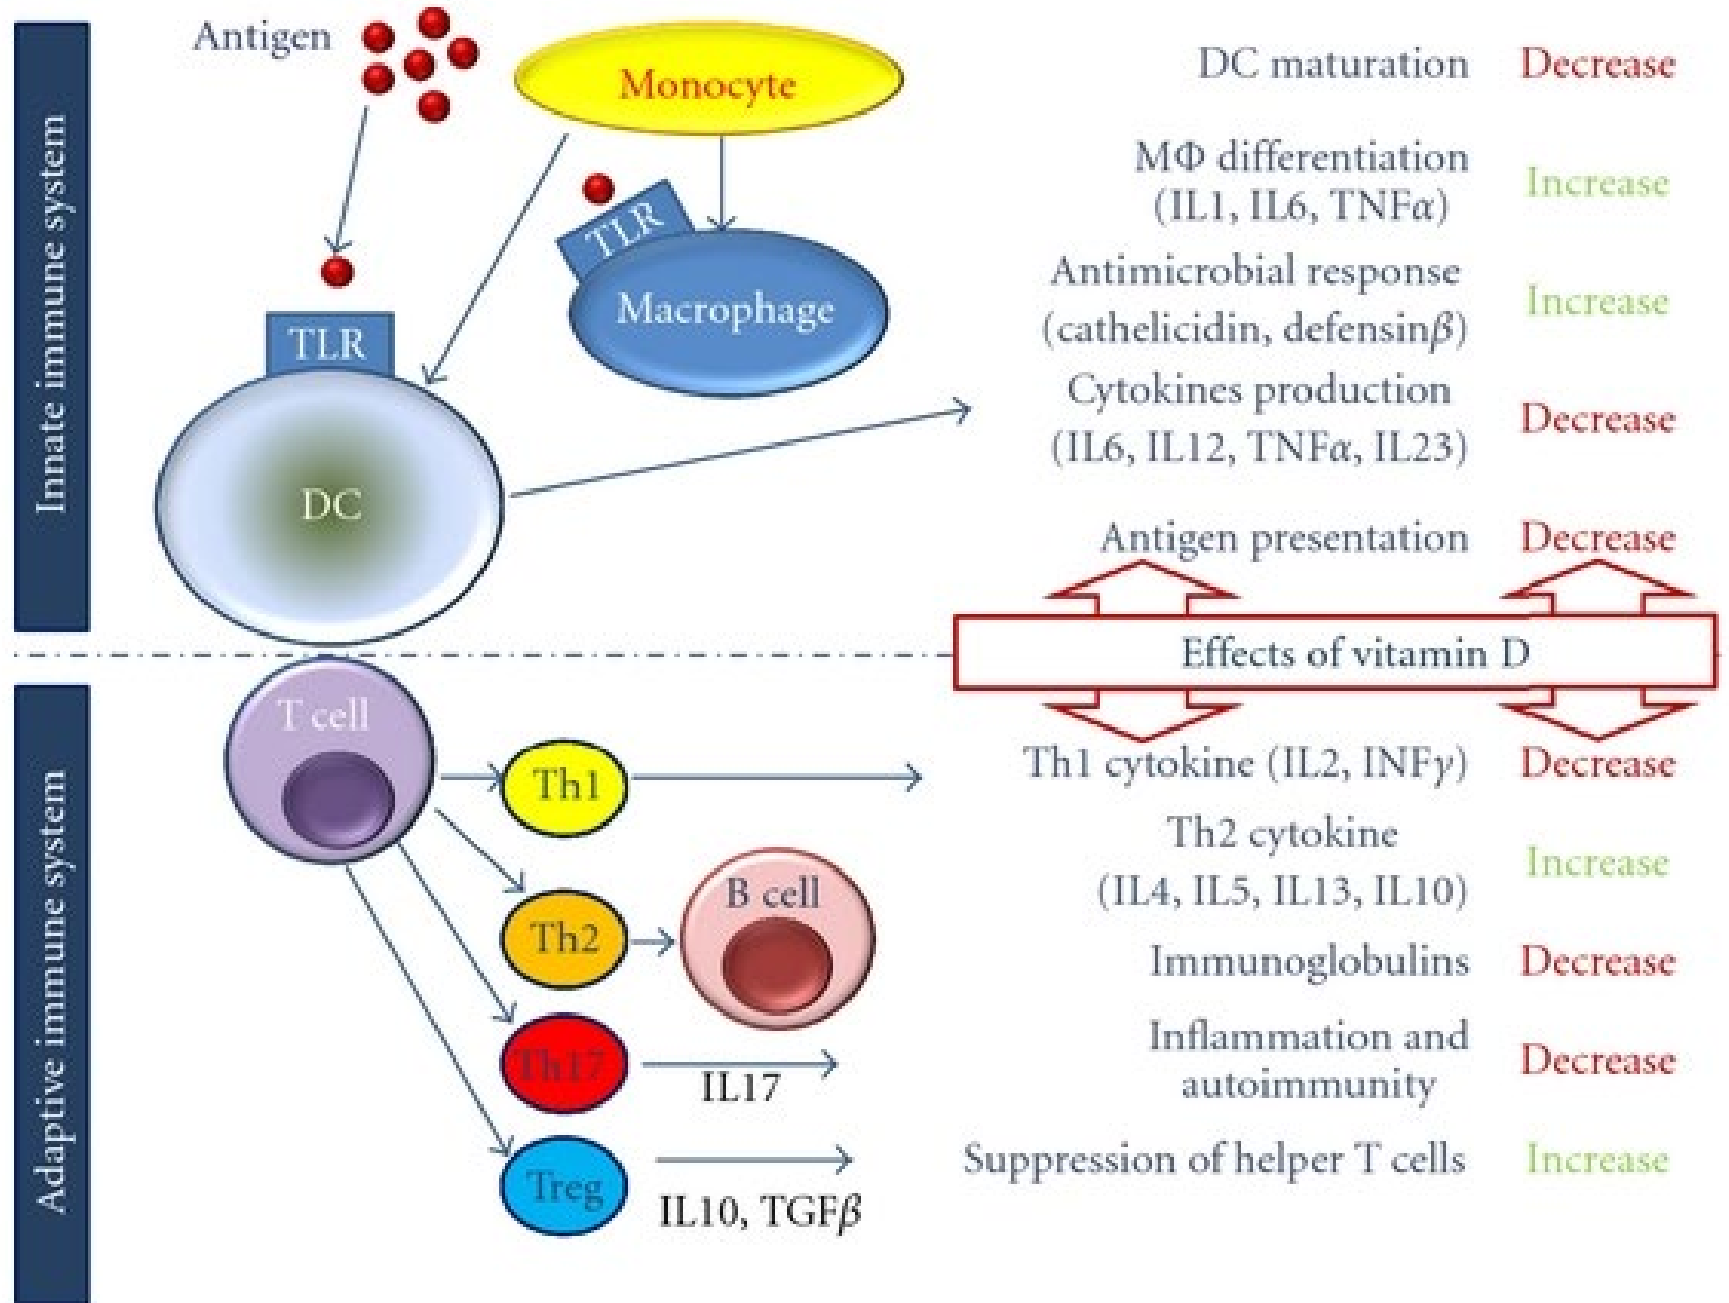 Innate immune system
Antigen
Monocyte
TLR
Macrophage
TLR
DC
DC maturation Decrease
MΦ differentiation
(IL1, IL6, TNFα)
Increase
Antimicrobial response
(cathelicidin, defensinβ)
Increase
Cytokines production
(IL6, IL12, TNFα, IL23)
Decrease
Antigen presentation Decrease
Effects of vitamin D
Adaptive immune system
T cell
Th1
Th2
B cell
Th17
IL17
Treg
IL10, TGFβ
Th1 cytokine (IL2, INFγ) Decrease
Th2 cytokine
(IL4, IL5, IL13, IL10)
Increase
Immunoglobulins Decrease
Inflammation and
autoimmunity
Decrease
Suppression of helper T cells Increase